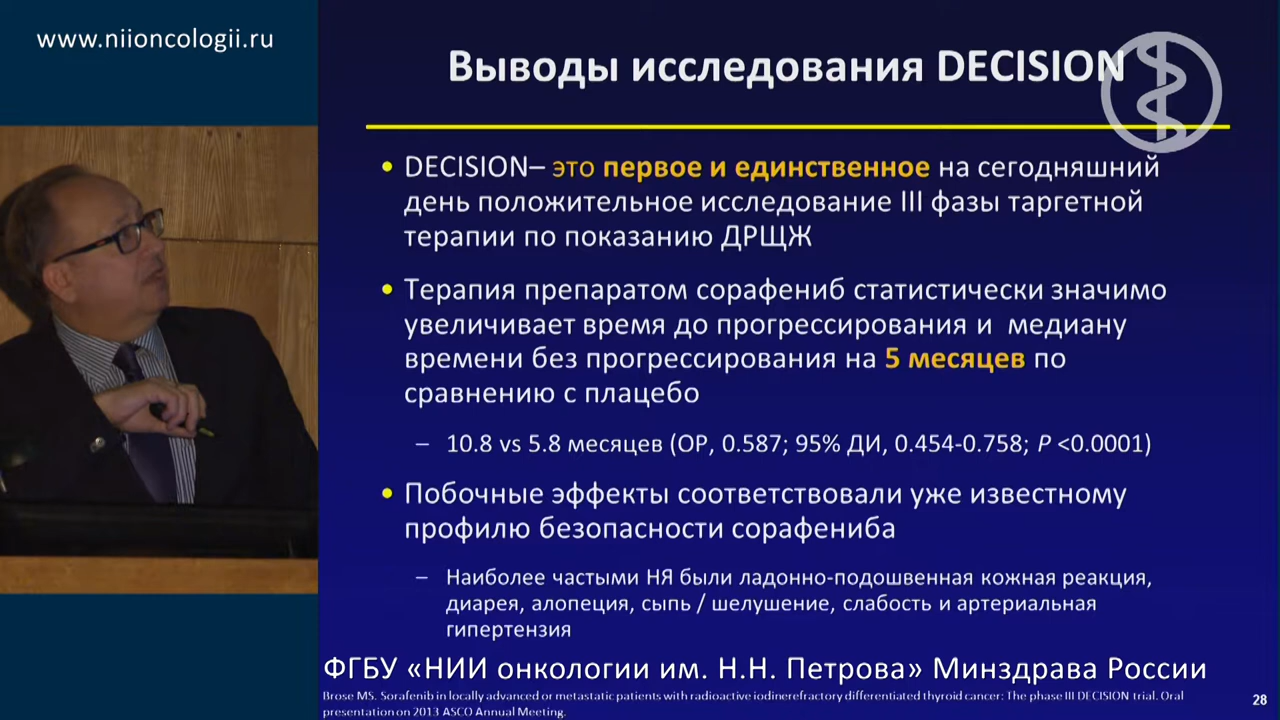 www.niioncologii.ru
Выводы исследования DECISION
• DECISION– это первое и единственное на сегодняшний
день положительное исследование III фазы таргетной
терапии по показанию ДРЩЖ
• Терапия препаратом сорафениб статистически значимо
увеличивает время до прогрессирования и медиану
времени без прогрессирования на 5 месяцев по
сравнению с плацебо
– 10.8 vs 5.8 месяцев (ОР, 0.587; 95% ДИ, 0.454-0.758; P <0.0001)
• Побочные эффекты соответствовали уже известному
профилю безопасности сорафениба
– Наиболее частыми НЯ были ладонно-подошвенная кожная реакция,
диарея, алопеция, сыпь / шелушение, слабость и артериальная
гипертензия
ФГБУ «НИИ онкологии им. Н.Н. Петрова» Минздрава России
Brose MS. Sorafenib in locally advanced or metastatic patients with radioactive iodinerefractory differentiated thyroid cancer: The phase III DECISION trial. Oral
presentation on 2013 ASCO Annual Meeting.
28